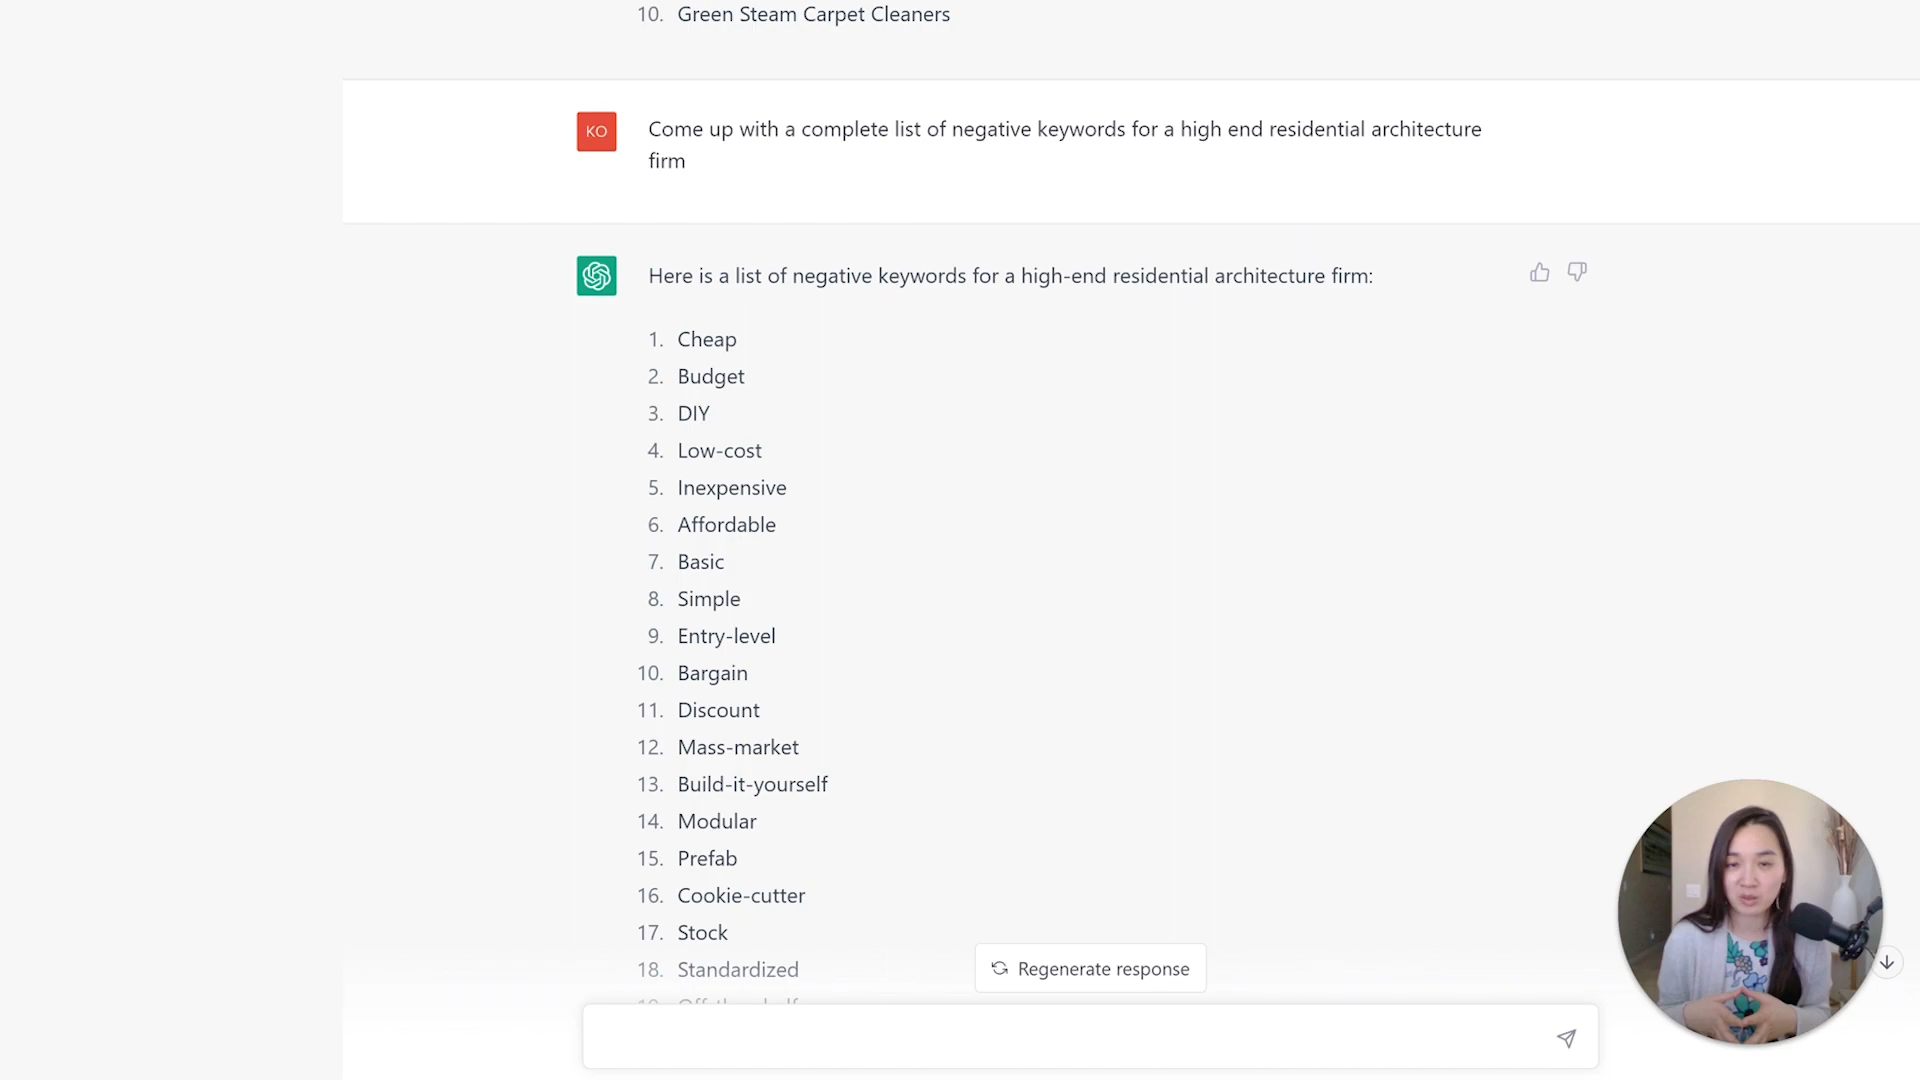 10. Green Steam Carpet Cleaners
KO
Come up with a complete list of negative keywords for a high end residential architecture
firm
Here is a list of negative keywords for a high-end residential architecture firm:
1. Cheap
2. Budget
3. DIY
4. Low-cost
5. Inexpensive
6. Affordable
7. Basic
8. Simple
9. Entry-level
10. Bargain
11. Discount
12. Mass-market
13. Build-it-yourself
14. Modular
15. Prefab
16. Cookie-cutter
17. Stock
18. Standardized
Regenerate response